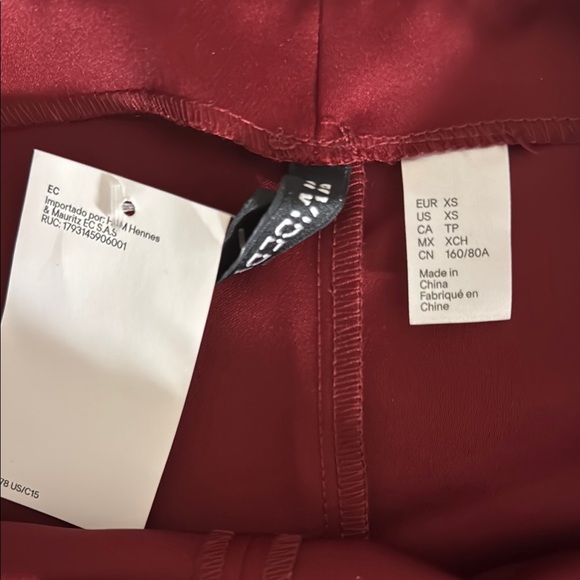 EC
Importado por: H&M Hennes
& Mauritz EC S.A.S
RUC: 1793145906001
78 US/C15
EUR XS
US XS
CA TP
MX XCH
CN 160/80A
Made in
China
Fabriqué en
Chine